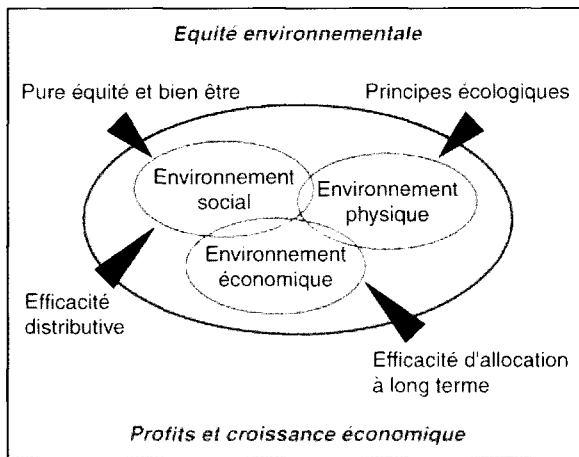 Equité environnementale
Pure équité et bien être
Principes écologiques
Environnement
social
Environnement
physique
Environnement
économique
Efficacité
distributive
Efficacité d'allocation
à long terme
Profits et croissance économique